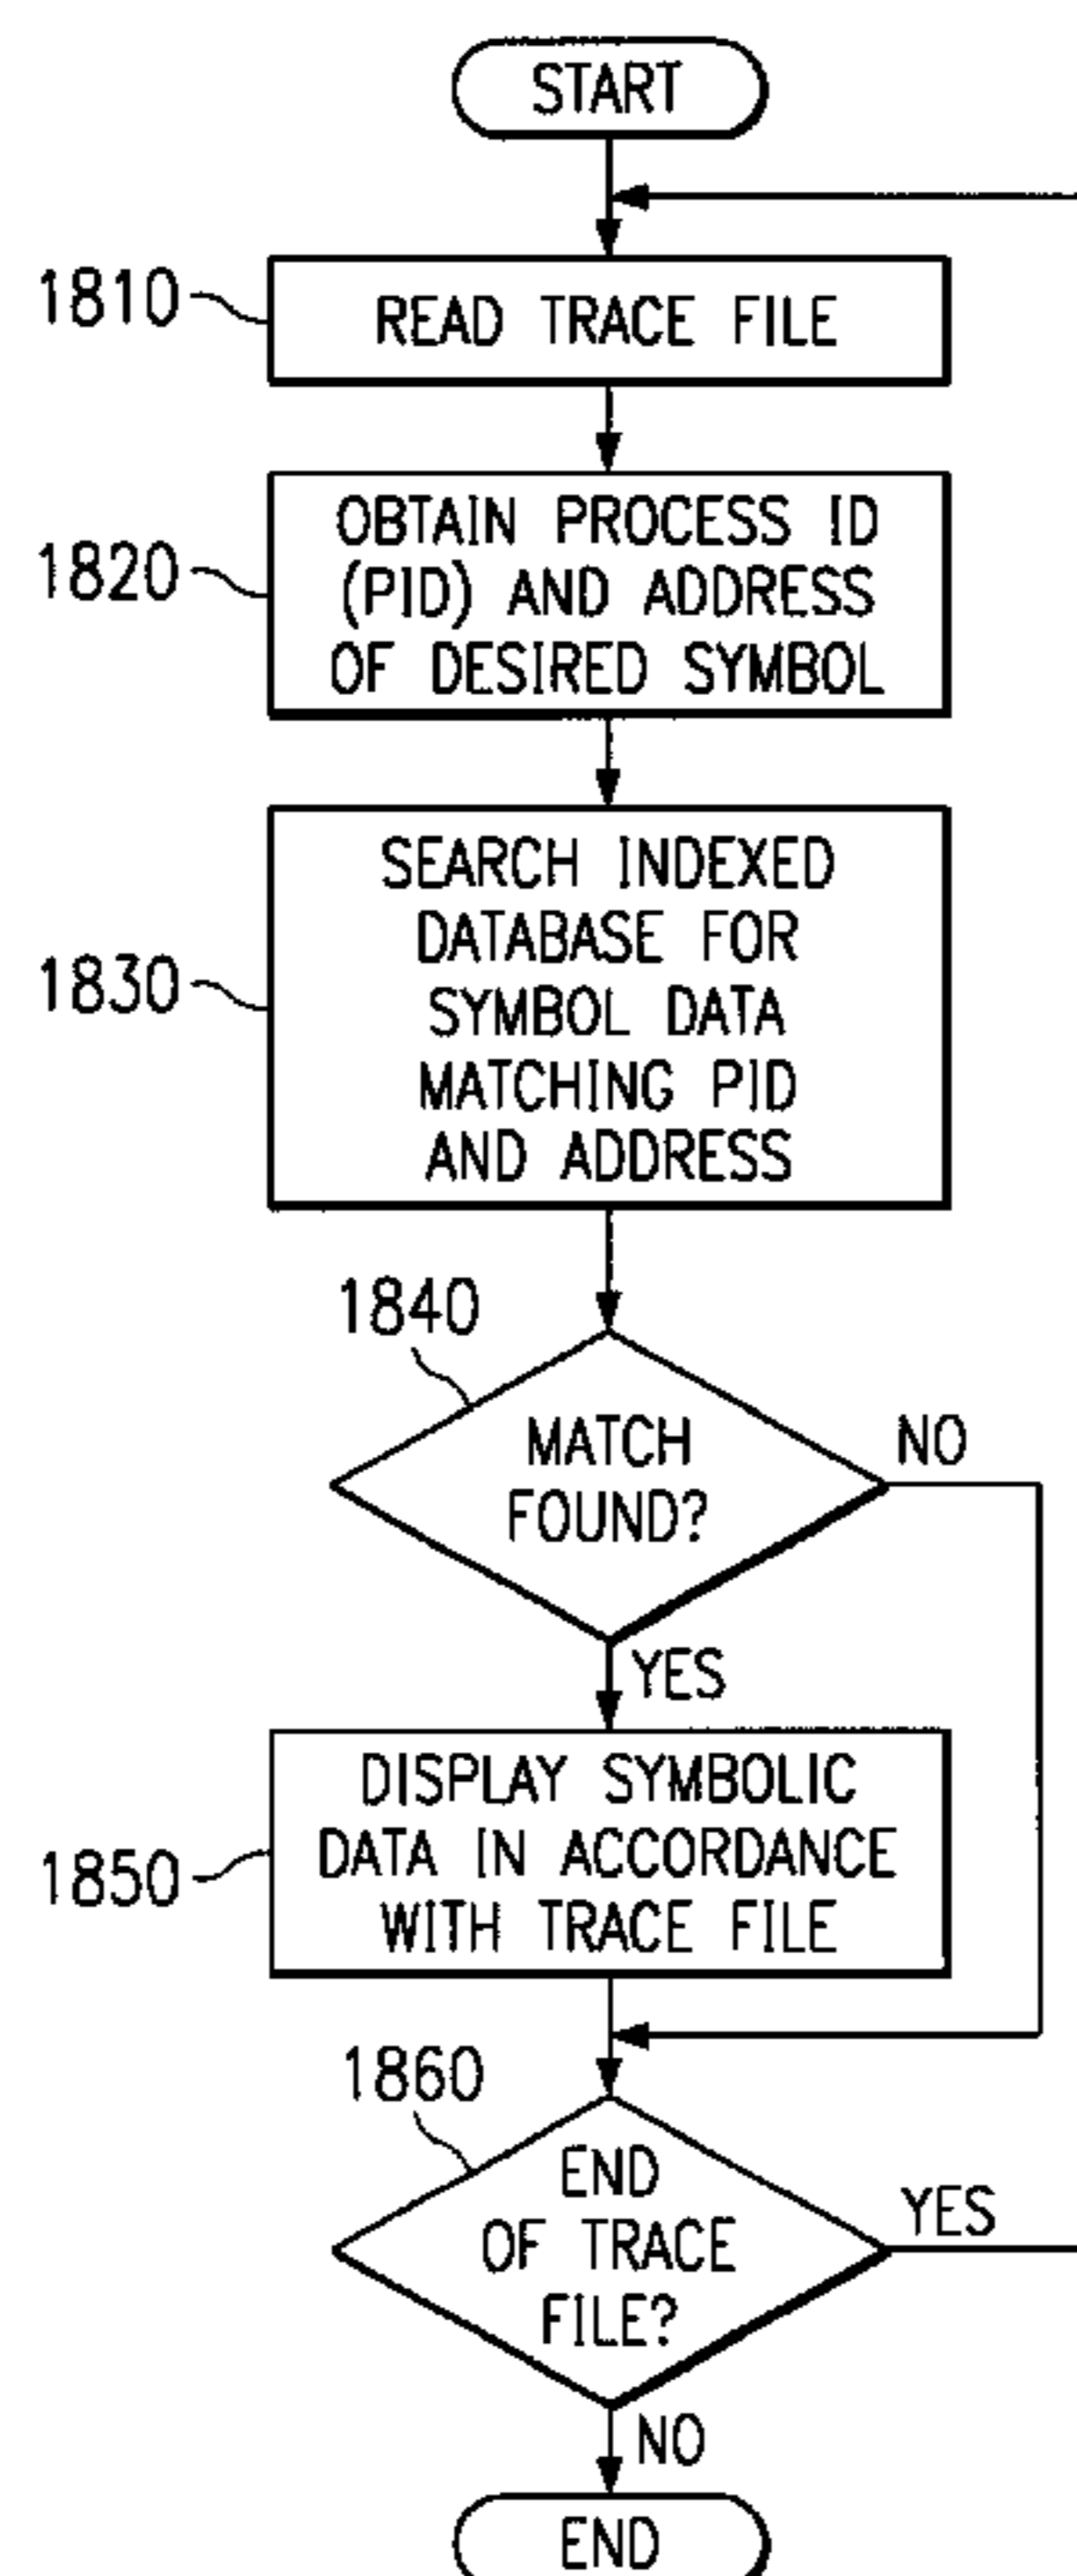 START
1810
READ TRACE FILE
1820
OBTAIN PROCESS ID
(PID) AND ADDRESS
OF DESIRED SYMBOL
1830
SEARCH INDEXED
DATABASE FOR
SYMBOL DATA
MATCHING PID
AND ADDRESS
1840
MATCH
FOUND?
NO
YES
1850
DISPLAY SYMBOLIC
DATA IN ACCORDANCE
WITH TRACE FILE
1860
END
OF TRACE
FILE?
YES
NO
END